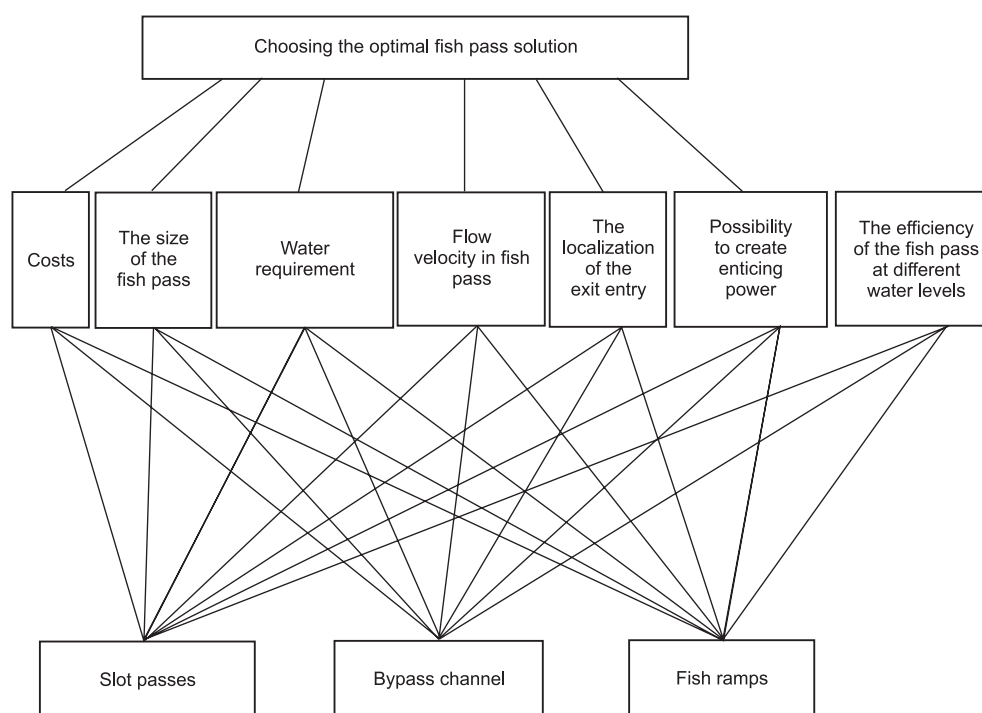 Choosing the optimal fish pass solution
Costs
The size
of the
fish pass
Water
requirement
Flow
velocity in fish
pass
The
localization
of the
exit entry
Possibility
to create
enticing
power
The efficiency
of the fish pass
at different
water levels
Slot passes
Bypass channel
Fish ramps